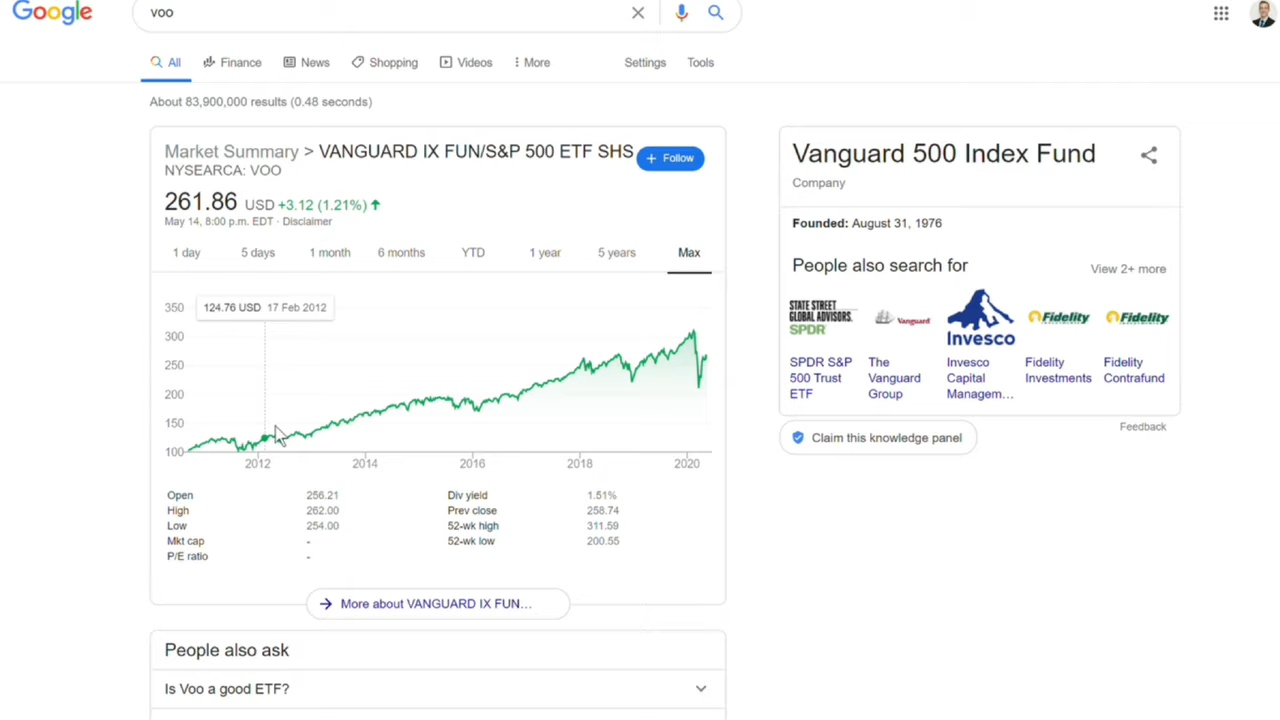 Google
voo
All Finance News Shopping Videos More Settings Tools
About 83,900,000 results (0.48 seconds)
Market Summary > VANGUARD IX FUN/S&P 500 ETF SHS
NYSEARCA: VOO
+ Follow
261.86 USD +3.12 (1.21%)
May 14, 8:00 p.m. EDT · Disclaimer
1 day 5 days 1 month 6 months YTD 1 year 5 years Max
124.76 USD 17 Feb 2012
350
300
250
200
150
100
2012 2014 2016 2018 2020
Open 256.21 Div yield 1.51%
High 262.00 Prev close 258.74
Low 254.00 52-wk high 311.59
Mkt cap - 52-wk low 200.55
P/E ratio -
More about VANGUARD IX FUN...
People also ask
Is Voo a good ETF?
Vanguard 500 Index Fund
Company
Founded: August 31, 1976
People also search for View 2+ more
STATE STREET
GLOBAL ADVISORS
SPDR
Vanguard
Invesco
Fidelity
Fidelity
SPDR S&P
500 Trust
ETF
The
Vanguard
Group
Invesco
Capital
Managem...
Fidelity
Investments
Fidelity
Contrafund
Feedback
Claim this knowledge panel